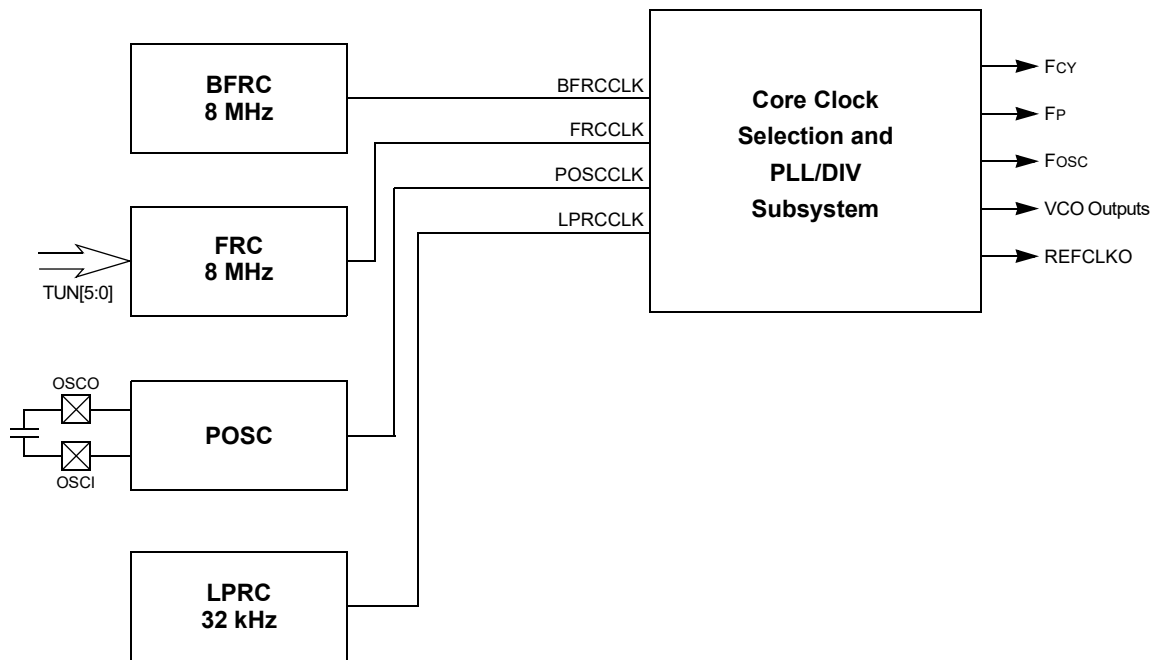 BFRC
8 MHz
BFRCCLK
FRCCLK
POSCCLK
LPRCCLK
Core Clock
Selection and
PLL/DIV
Subsystem
FCY
FP
FOSC
VCO Outputs
REFCLKO
TUN[5:0]
FRC
8 MHz
OSCO
OSCI
POSC
LPRC
32 kHz